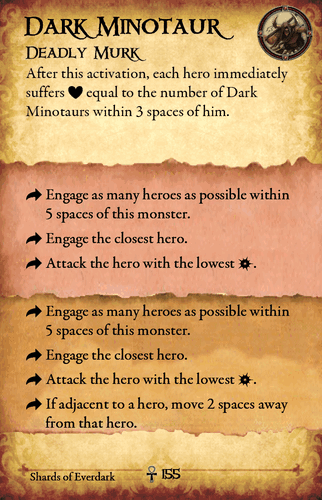 Dark Minotaur
Deadly Murk
After this activation, each hero immediately
suffers ♥ equal to the number of Dark
Minotaurs within 3 spaces of him.
Engage as many heroes as possible within
5 spaces of this monster.
Engage the closest hero.
Attack the hero with the lowest .
Engage as many heroes as possible within
5 spaces of this monster.
Engage the closest hero.
Attack the hero with the lowest .
If adjacent to a hero, move 2 spaces away
from that hero.
Shards of Everdark ☥ 155